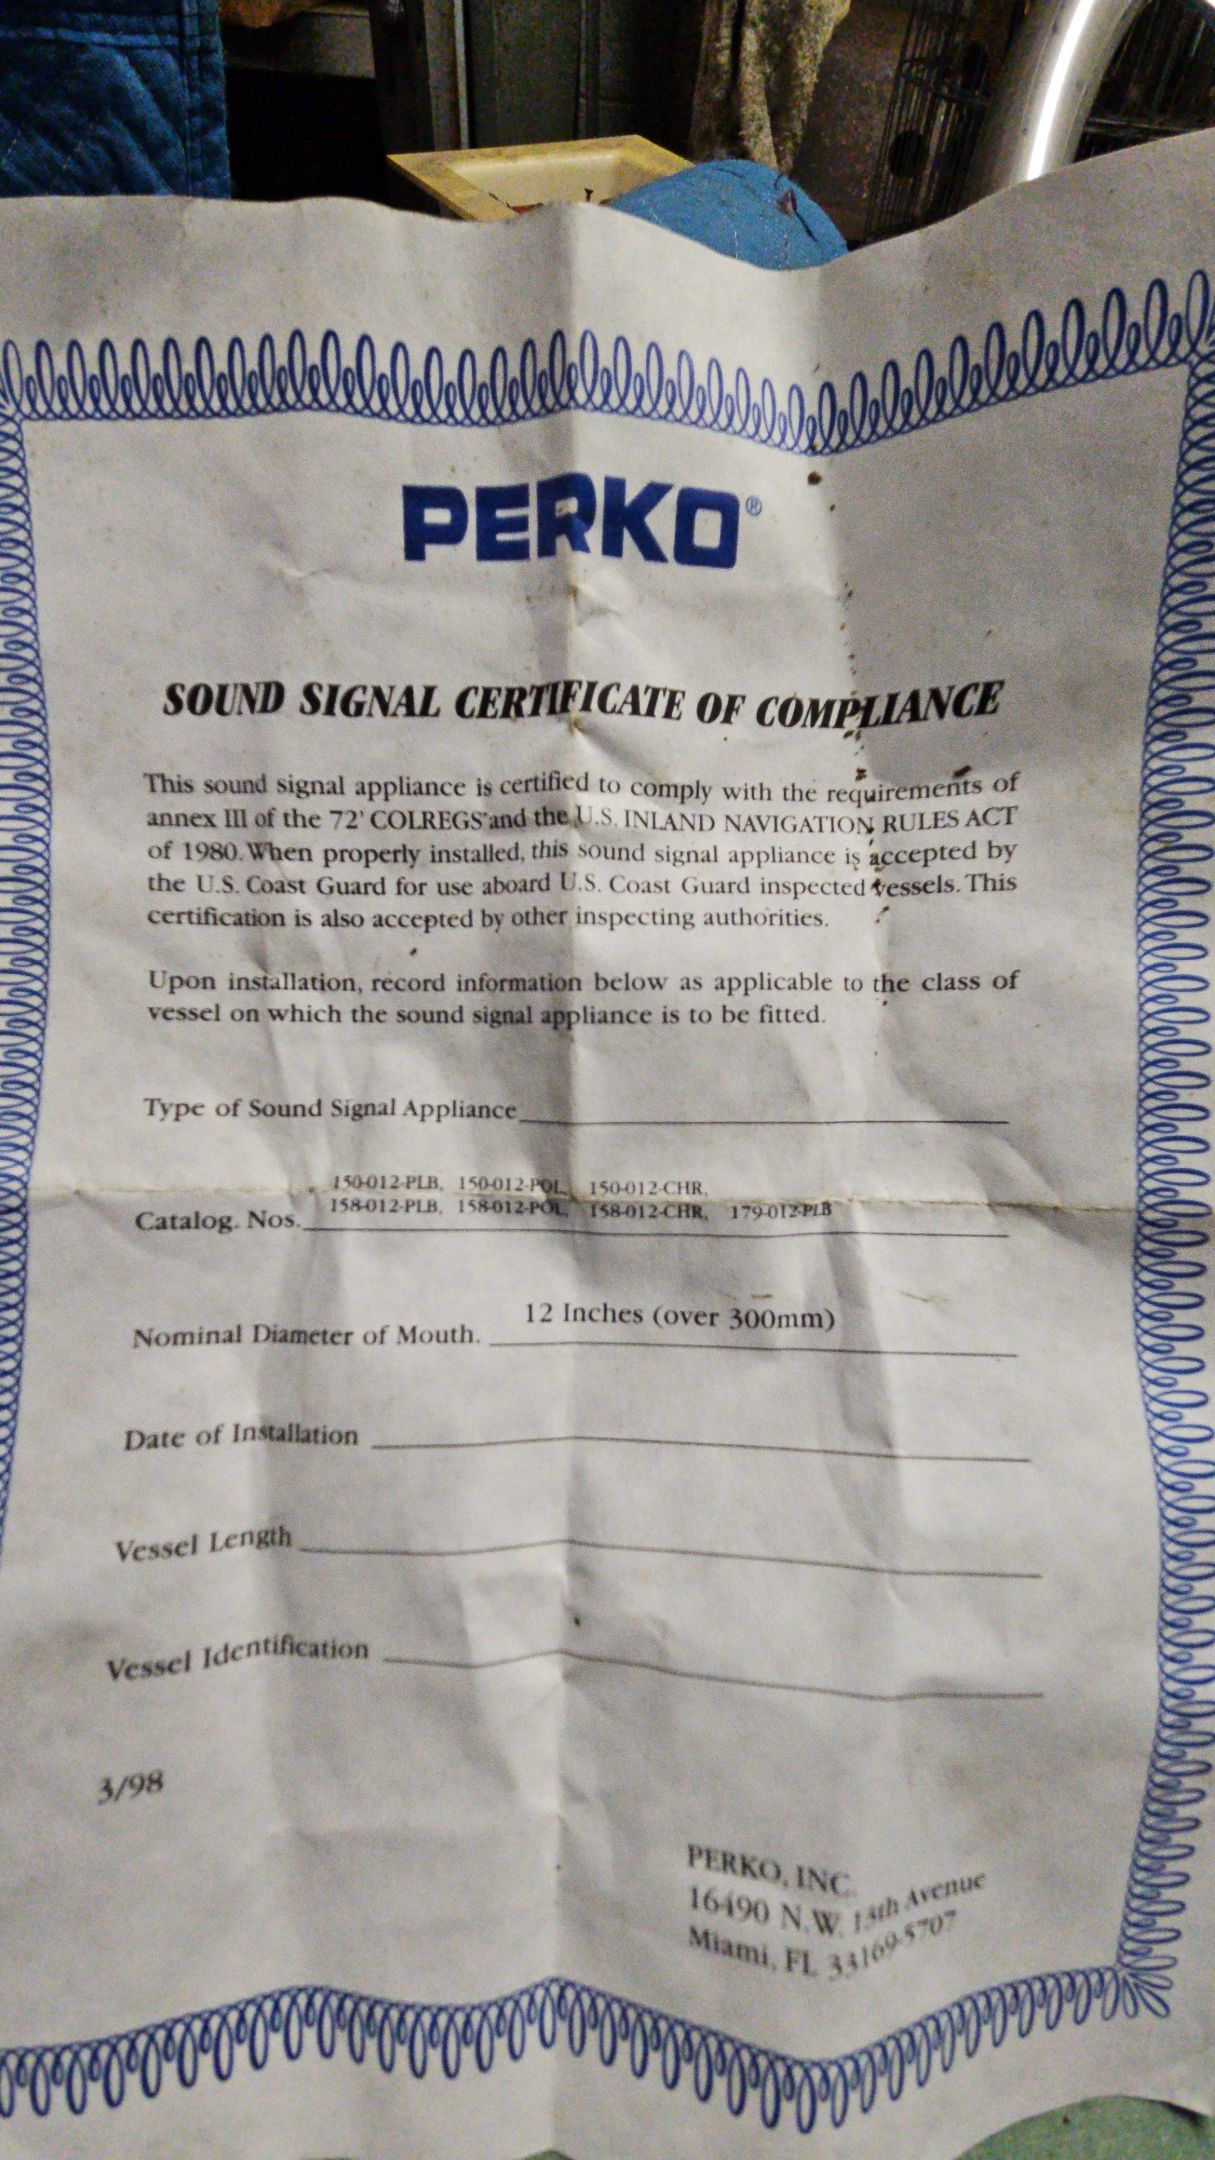 PERKO®
SOUND SIGNAL CERTIFICATE OF COMPLIANCE
This sound signal appliance is certified to comply with the requirements of
annex III of the 72' COLREGS and the U.S. INLAND NAVIGATION RULES ACT
of 1980. When properly installed, this sound signal appliance is accepted by
the U.S. Coast Guard for use aboard U.S. Coast Guard inspected vessels. This
certification is also accepted by other inspecting authorities.
Upon installation, record information below as applicable to the class of
vessel on which the sound signal appliance is to be fitted.
Type of Sound Signal Appliance
150-012-PLB, 150-012-POL, 150-012-CHR,
158-012-PLB, 158-012-POL, 158-012-CHR, 179-012-PLB
Catalog. Nos.
12 Inches (over 300mm)
Nominal Diameter of Mouth.
Date of Installation
Vessel Length
Vessel Identification
3/98
PERKO, INC.
16490 N.W. 13th Avenue
Miami, FL 33169-5707